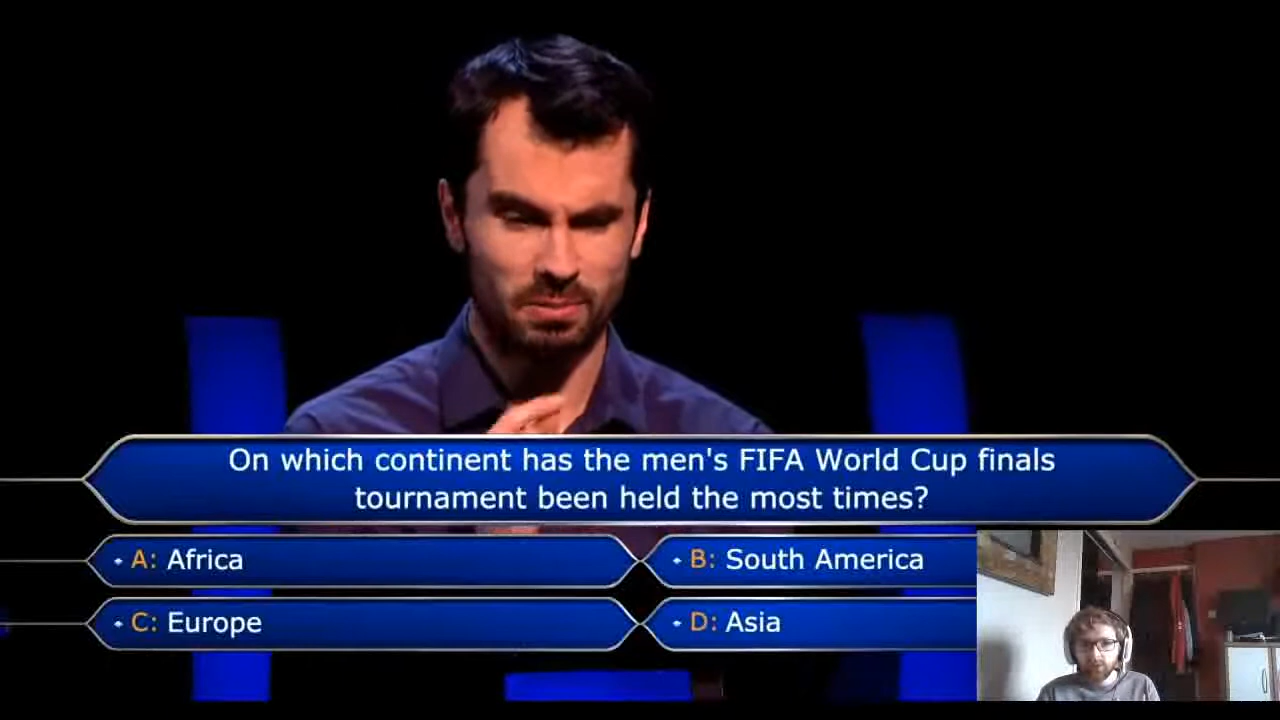 On which continent has the men's FIFA World Cup finals
tournament been held the most times?
A: Africa
B: South America
C: Europe
D: Asia